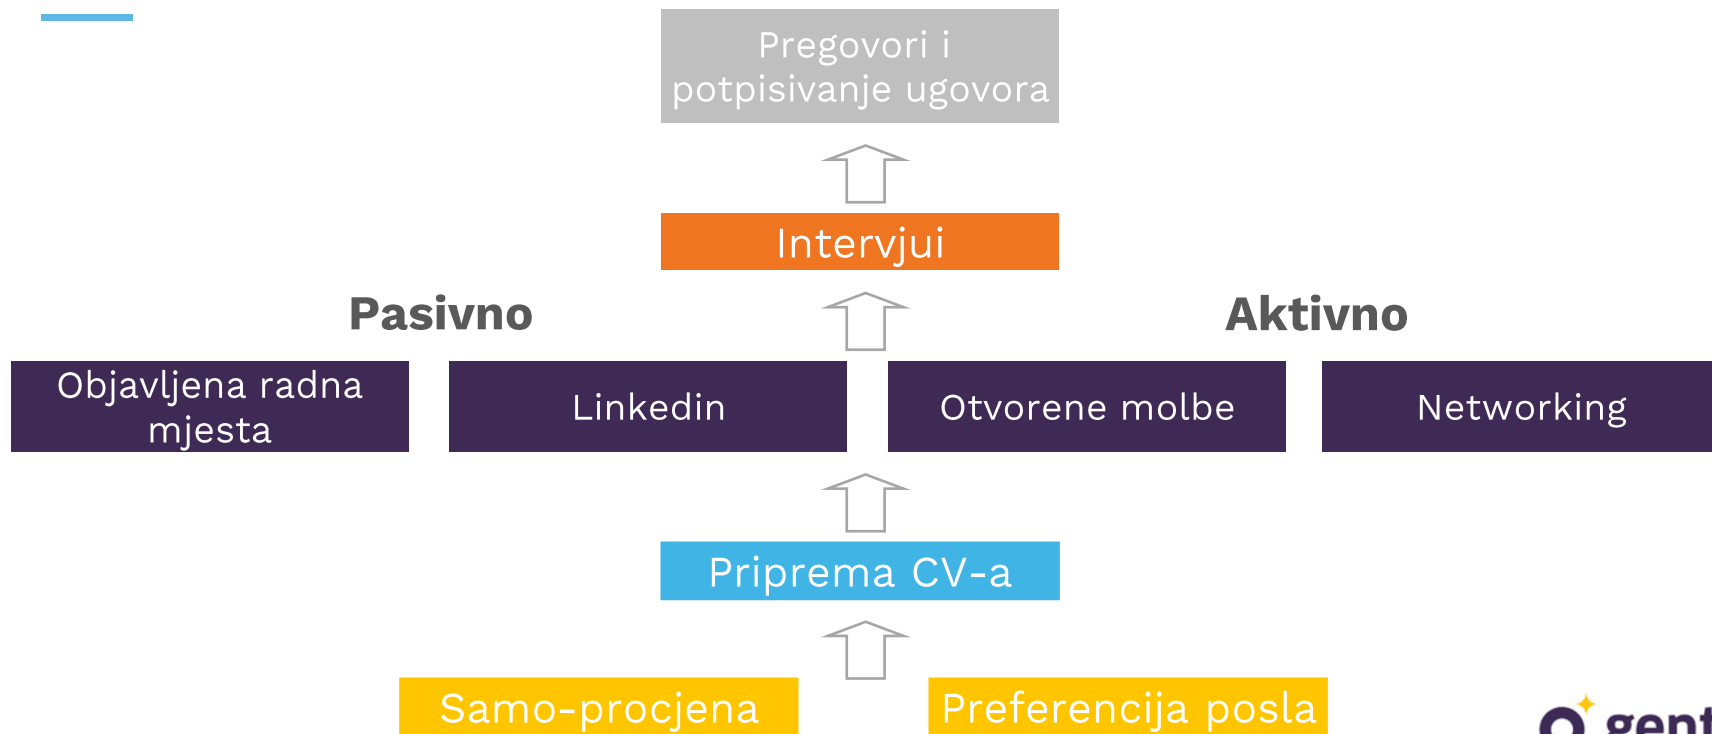 Pregovori i
potpisivanje ugovora
Intervjui
Pasivno
Aktivno
Objavljena radna
mjesta
Linkedin
Otvorene molbe
Networking
Priprema CV-a
Samo-procjena
Preferencija posla